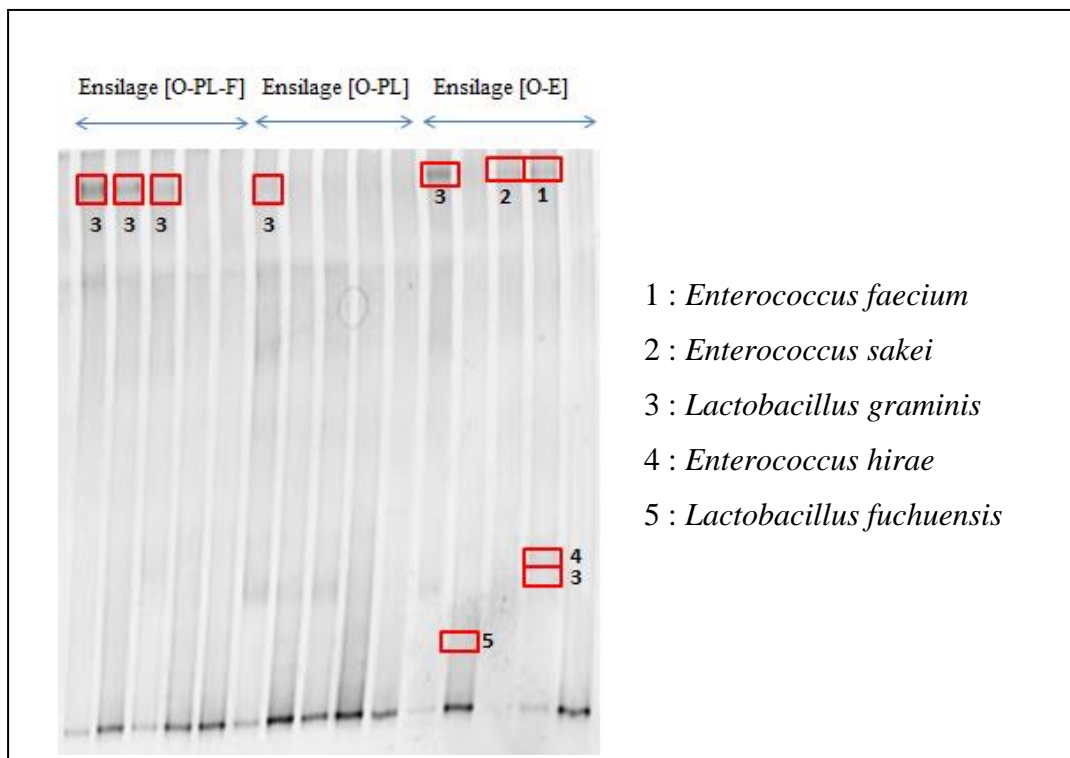 Ensilage [O-PL-F] Ensilage [O-PL] Ensilage [O-E]
3 3 3 3 3 2 1
4
3
5
1 : Enterococcus faecium
2 : Enterococcus sakei
3 : Lactobacillus graminis
4 : Enterococcus hirae
5 : Lactobacillus fuchuensis